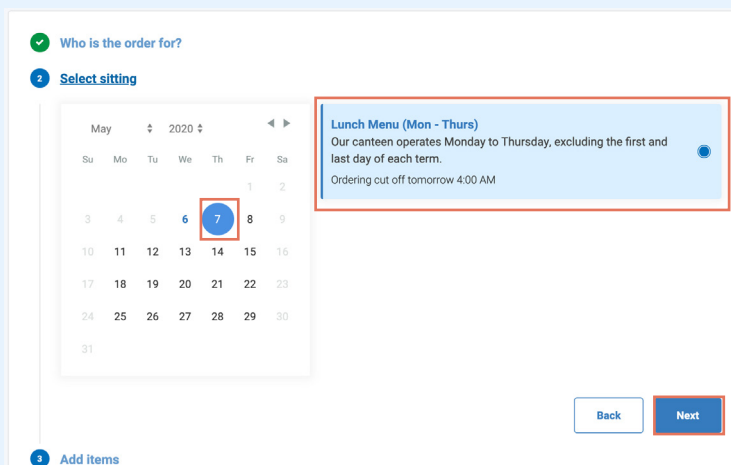 Who is the order for?
2 Select sitting
May 2020
Su Mo Tu We Th Fr Sa
1 2
3 4 5 6 7 8 9
10 11 12 13 14 15 16
17 18 19 20 21 22 23
24 25 26 27 28 29 30
31
Lunch Menu (Mon - Thurs)
Our canteen operates Monday to Thursday, excluding the first and
last day of each term.
Ordering cut off tomorrow 4:00 AM
Back Next
3 Add items